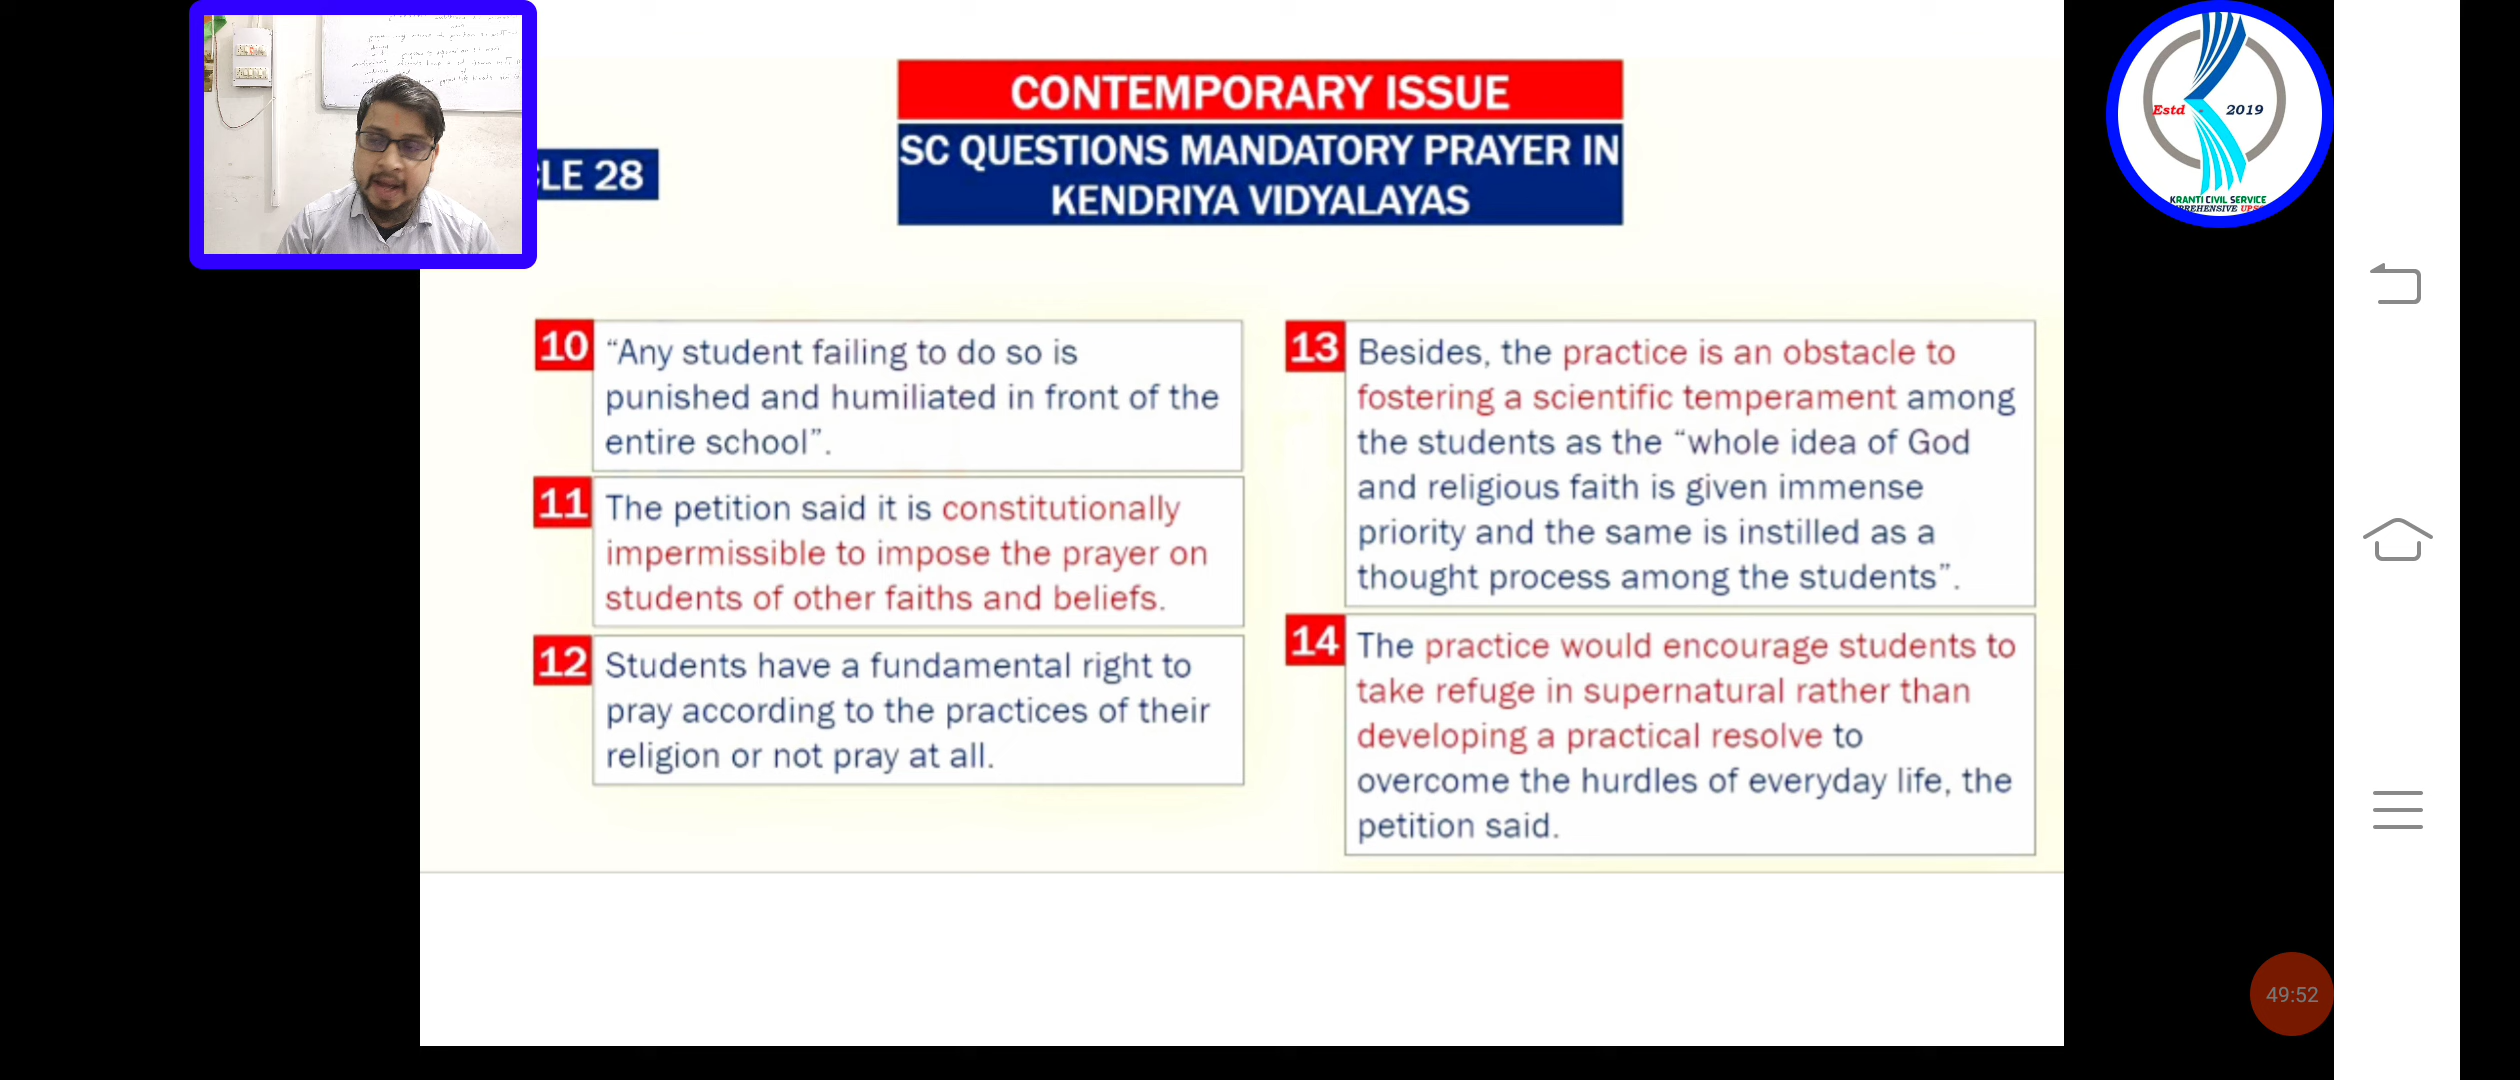 CONTEMPORARY ISSUE
SC QUESTIONS MANDATORY PRAYER IN
KENDRIYA VIDYALAYAS
CLE 28
Estd
2019
KRANTI CIVIL SERVICE
10
“Any student failing to do so is
punished and humiliated in front of the
entire school”.
11
The petition said it is constitutionally
impermissible to impose the prayer on
students of other faiths and beliefs.
12
Students have a fundamental right to
pray according to the practices of their
religion or not pray at all.
13
Besides, the practice is an obstacle to
fostering a scientific temperament among
the students as the “whole idea of God
and religious faith is given immense
priority and the same is instilled as a
thought process among the students”.
14
The practice would encourage students to
take refuge in supernatural rather than
developing a practical resolve to
overcome the hurdles of everyday life, the
petition said.
49:52